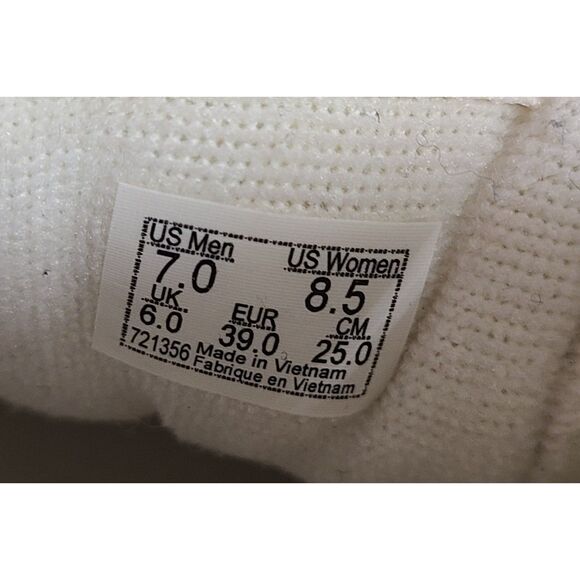 US Men US Women
7.0 8.5
UK EUR CM
6.0 39.0 25.0
721356 Made in Vietnam
Fabrique en Vietnam